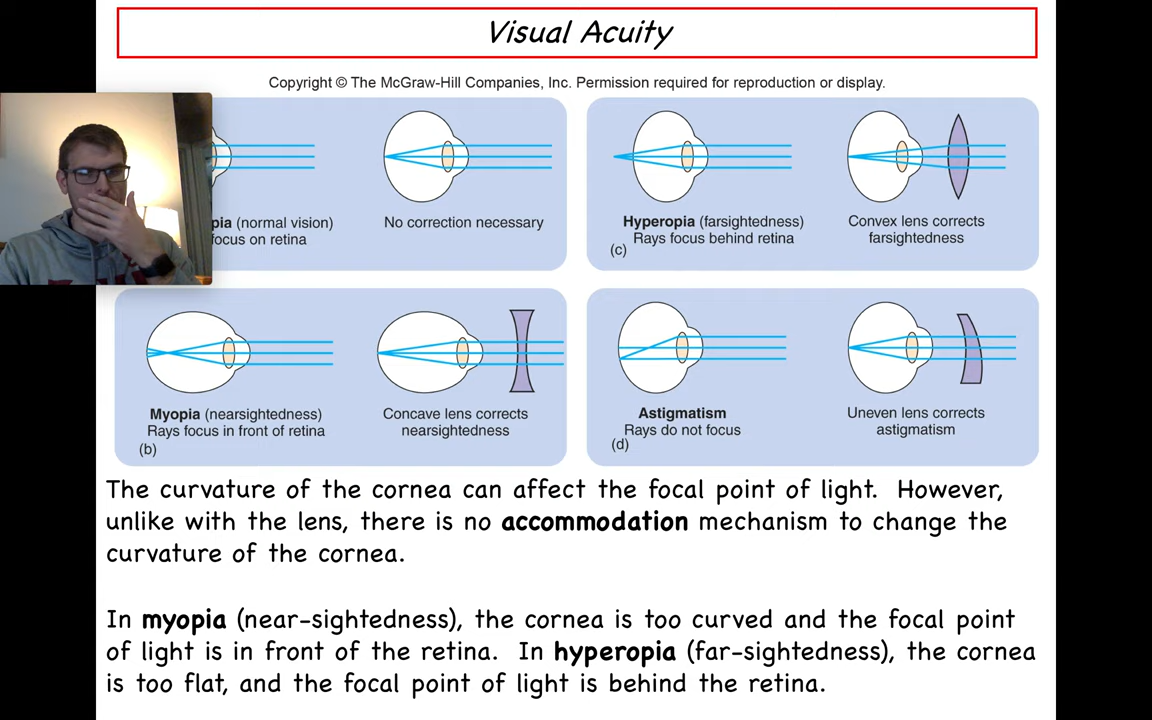 Visual Acuity
Copyright © The McGraw-Hill Companies, Inc. Permission required for reproduction or display.
pia (normal vision)
focus on retina
No correction necessary
Hyperopia (farsightedness)
Rays focus behind retina
(c)
Convex lens corrects
farsightedness
Myopia (nearsightedness)
Rays focus in front of retina
(b)
Concave lens corrects
nearsightedness
Astigmatism
Rays do not focus
(d)
Uneven lens corrects
astigmatism
The curvature of the cornea can affect the focal point of light. However,
unlike with the lens, there is no accommodation mechanism to change the
curvature of the cornea.
In myopia (near-sightedness), the cornea is too curved and the focal point
of light is in front of the retina. In hyperopia (far-sightedness), the cornea
is too flat, and the focal point of light is behind the retina.